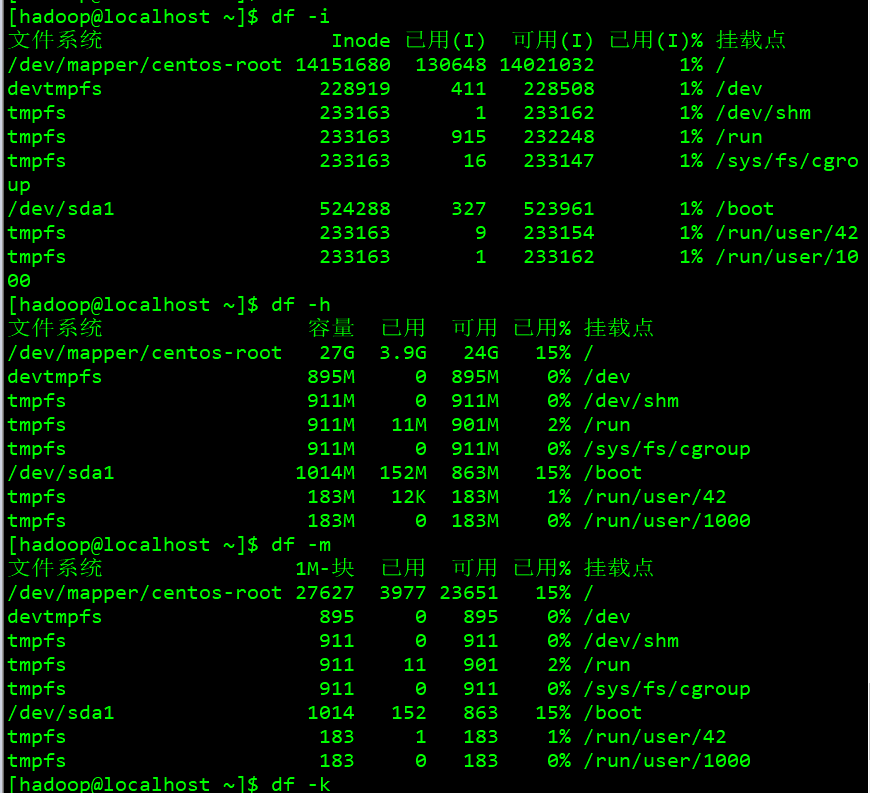 [hadoop@localhost ~]$ df -i
文件系统                   Inode 已用(I)  可用(I) 已用(I)% 挂载点
/dev/mapper/centos-root 14151680  130648 14021032       1% /
devtmpfs                  228919     411   228508       1% /dev
tmpfs                     233163       1   233162       1% /dev/shm
tmpfs                     233163     915   232248       1% /run
tmpfs                     233163      16   233147       1% /sys/fs/cgro
up
/dev/sda1                 524288     327   523961       1% /boot
tmpfs                     233163       9   233154       1% /run/user/42
tmpfs                     233163       1   233162       1% /run/user/10
00
[hadoop@localhost ~]$ df -h
文件系统                 容量  已用  可用 已用% 挂载点
/dev/mapper/centos-root   27G  3.9G   24G   15% /
devtmpfs                 895M     0  895M    0% /dev
tmpfs                    911M     0  911M    0% /dev/shm
tmpfs                    911M   11M  901M    2% /run
tmpfs                    911M     0  911M    0% /sys/fs/cgroup
/dev/sda1               1014M  152M  863M   15% /boot
tmpfs                    183M   12K  183M    1% /run/user/42
tmpfs                    183M     0  183M    0% /run/user/1000
[hadoop@localhost ~]$ df -m
文件系统                1M-块  已用  可用 已用% 挂载点
/dev/mapper/centos-root 27627  3977 23651   15% /
devtmpfs                  895     0   895    0% /dev
tmpfs                     911     0   911    0% /dev/shm
tmpfs                     911    11   901    2% /run
tmpfs                     911     0   911    0% /sys/fs/cgroup
/dev/sda1                1014   152   863   15% /boot
tmpfs                     183     1   183    1% /run/user/42
tmpfs                     183     0   183    0% /run/user/1000
[hadoop@localhost ~]$ df -k